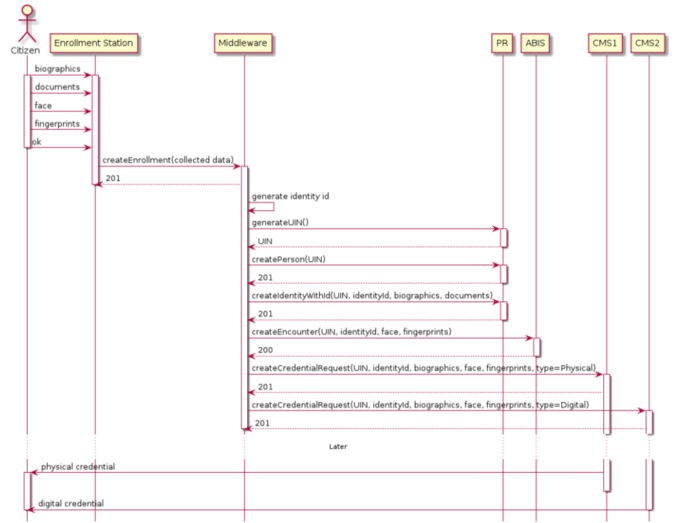 Citizen
Enrollment Station
Middleware
PR
ABIS
CMS1
CMS2
biographics
documents
face
fingerprints
ok
createEnrollment(collected data)
201
generate identity id
generateUIN()
UIN
createPerson(UIN)
201
createIdentityWithId(UIN, identityId, biographics, documents)
201
createEncounter(UIN, identityId, face, fingerprints)
200
createCredentialRequest(UIN, identityId, biographics, face, fingerprints, type=Physical)
201
createCredentialRequest(UIN, identityId, biographics, face, fingerprints, type=Digital)
201
Later
physical credential
digital credential